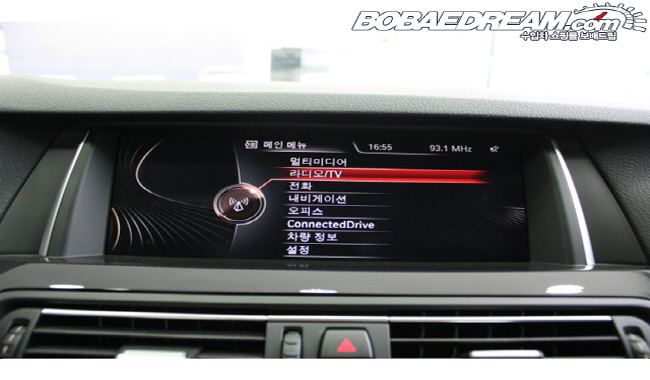 BOBAEDREAM.com
수입차 쇼핑몰 보배드림
메인 메뉴 16:55 93.1 MHz
멀티미디어
라디오/TV
전화
내비게이션
오피스
ConnectedDrive
차량 정보
설정